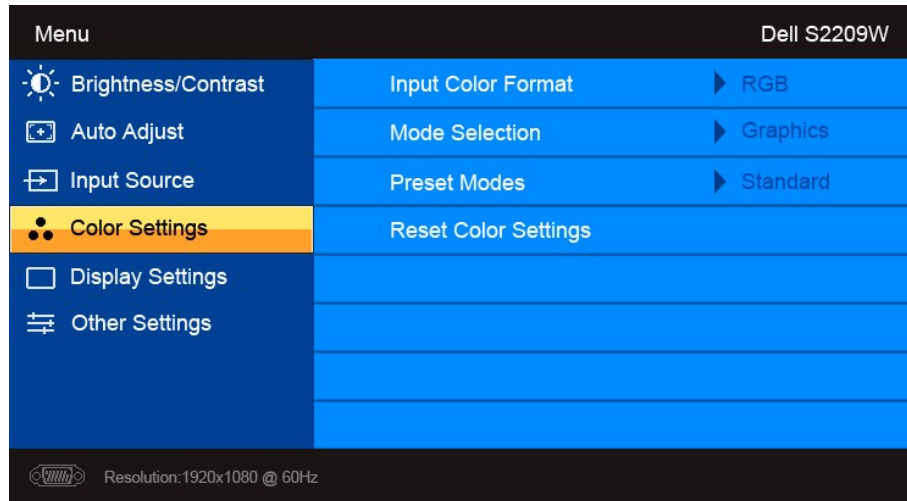 Menu Dell S2209W
Brightness/Contrast Input Color Format RGB
Auto Adjust Mode Selection Graphics
Input Source Preset Modes Standard
Color Settings Reset Color Settings
Display Settings
Other Settings
Resolution:1920x1080 @ 60Hz